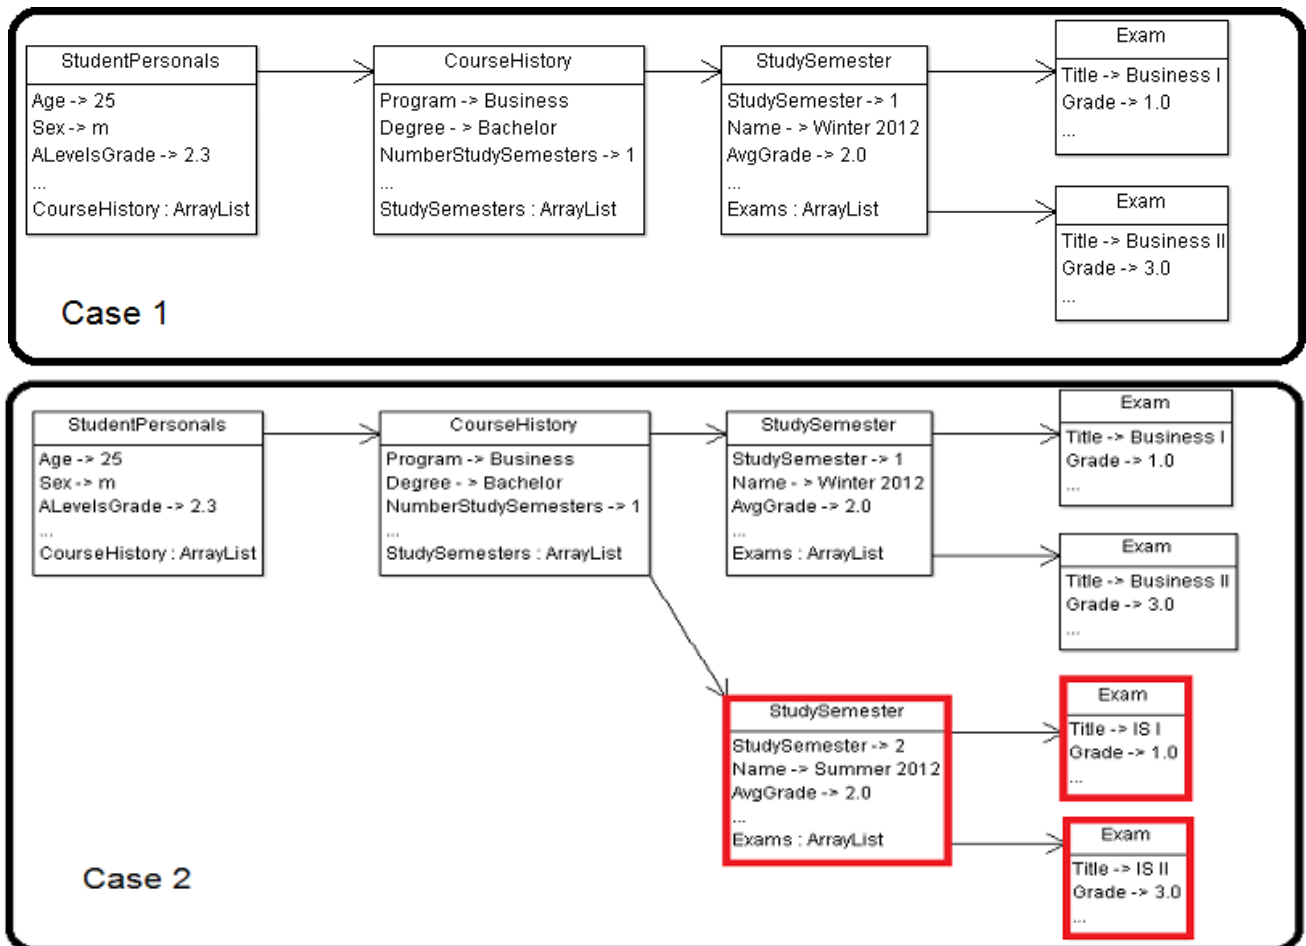 StudentPersonals
Age -> 25
Sex -> m
ALevelsGrade -> 2.3
...
CourseHistory : ArrayList
CourseHistory
Program -> Business
Degree - > Bachelor
NumberStudySemesters -> 1
...
StudySemesters : ArrayList
StudySemester
StudySemester -> 1
Name - > Winter 2012
AvgGrade -> 2.0
...
Exams : ArrayList
Exam
Title -> Business I
Grade -> 1.0
...
Exam
Title -> Business II
Grade -> 3.0
...
Case 1
StudentPersonals
Age -> 25
Sex -> m
ALevelsGrade -> 2.3
...
CourseHistory : ArrayList
CourseHistory
Program -> Business
Degree - > Bachelor
NumberStudySemesters -> 1
...
StudySemesters : ArrayList
StudySemester
StudySemester -> 1
Name - > Winter 2012
AvgGrade -> 2.0
...
Exams : ArrayList
Exam
Title -> Business I
Grade -> 1.0
...
Exam
Title -> Business II
Grade -> 3.0
...
StudySemester
StudySemester -> 2
Name -> Summer 2012
AvgGrade -> 2.0
...
Exams : ArrayList
Exam
Title -> IS I
Grade -> 1.0
...
Exam
Title -> IS II
Grade -> 3.0
...
Case 2